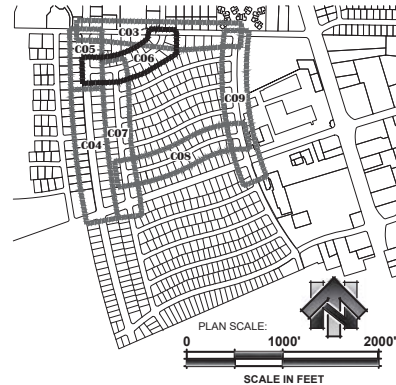 C03
C05
C06
C09
C07
C04
C08
N
PLAN SCALE:
0 1000' 2000'
SCALE IN FEET